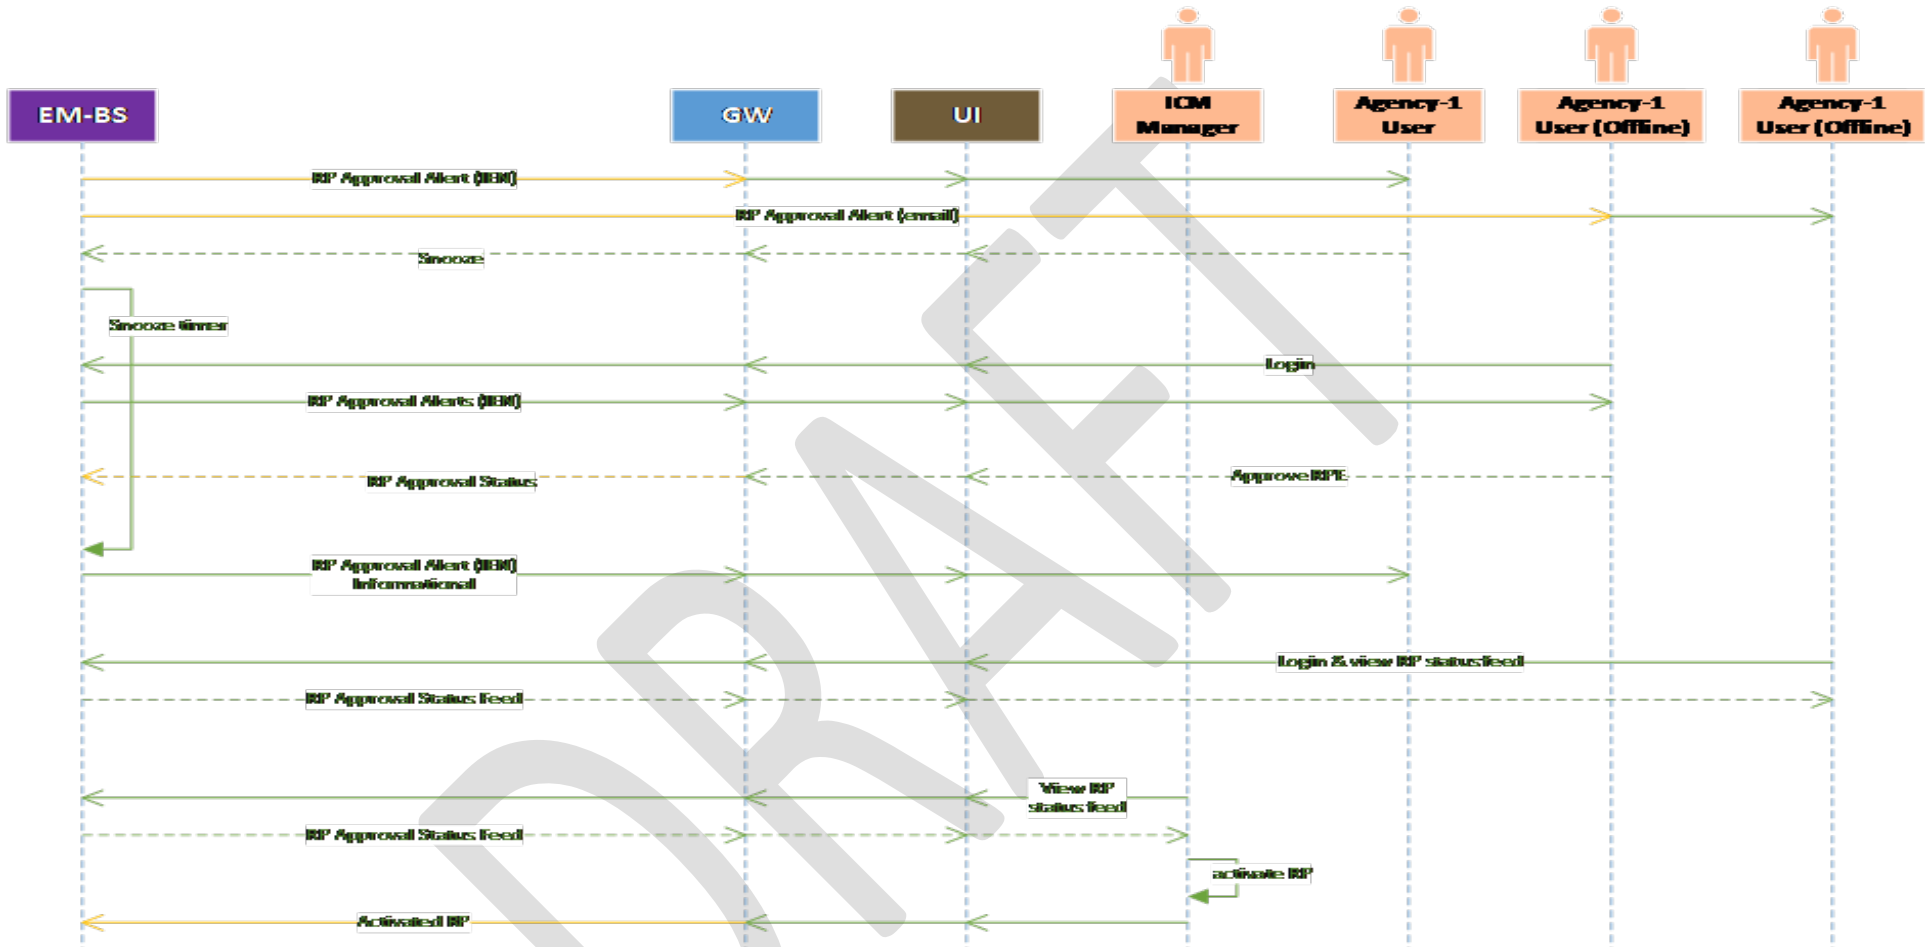 EM-BS
GW
UI
ICM
Manager
Agency-1
User
Agency-1
User (Offline)
Agency-1
User (Offline)
RP Approval Alert (IEN)
RP Approval Alert (email)
Snooze
Snooze timer
Login
RP Approval Alerts (IEN)
RP Approval Status
Approve RPE
RP Approval Alert (IEN)
Informational
Login & view RP status feed
RP Approval Status Feed
View RP
status feed
RP Approval Status Feed
activate RP
Activated RP
DRAFT